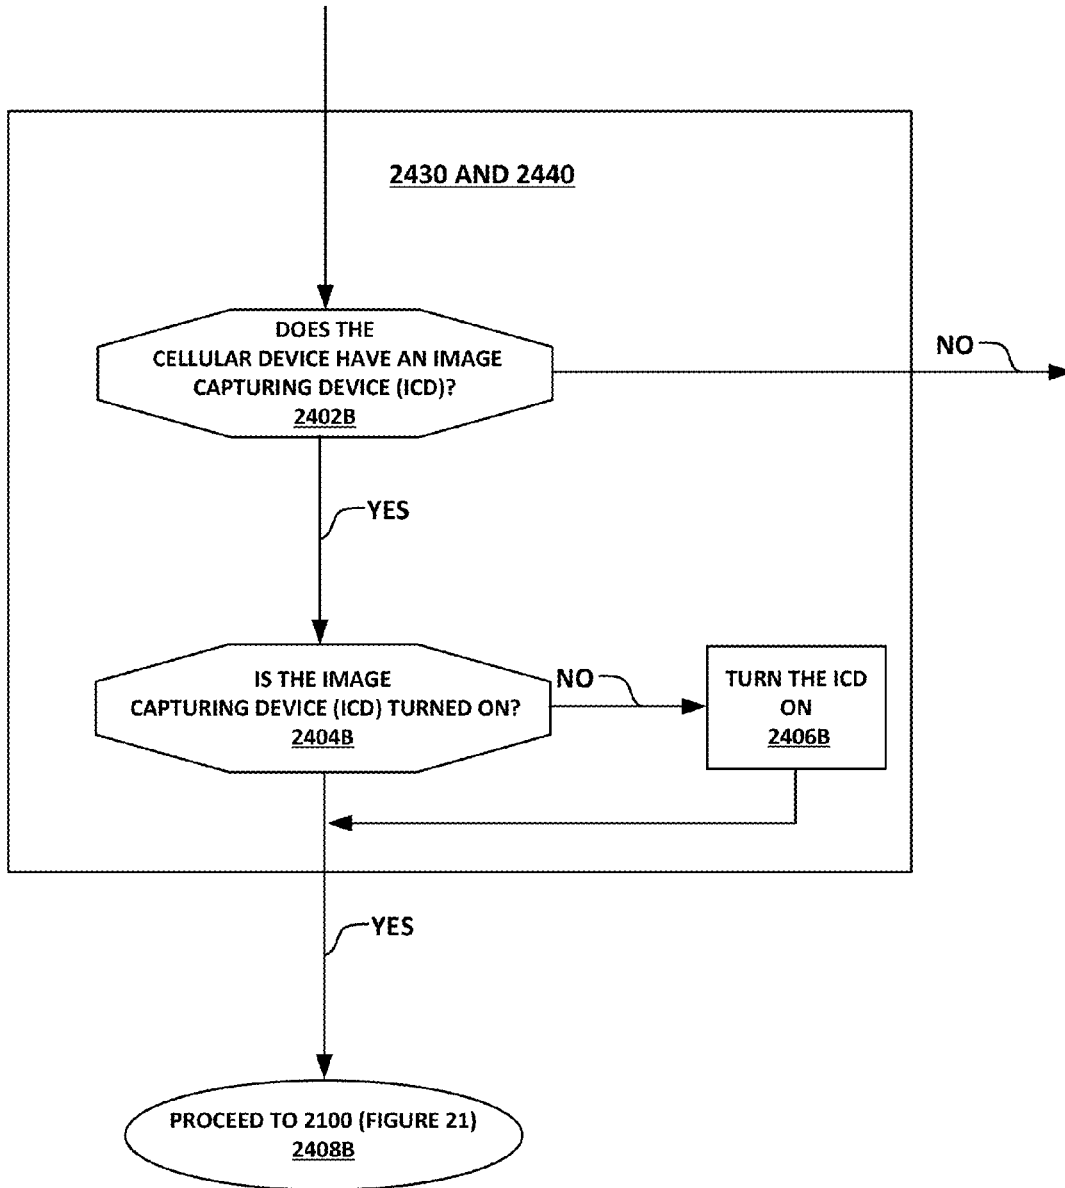 2430 AND 2440
DOES THE
CELLULAR DEVICE HAVE AN IMAGE
CAPTURING DEVICE (ICD)?
2402B
NO
YES
IS THE IMAGE
CAPTURING DEVICE (ICD) TURNED ON?
2404B
NO
TURN THE ICD
ON
2406B
YES
PROCEED TO 2100 (FIGURE 21)
2408B